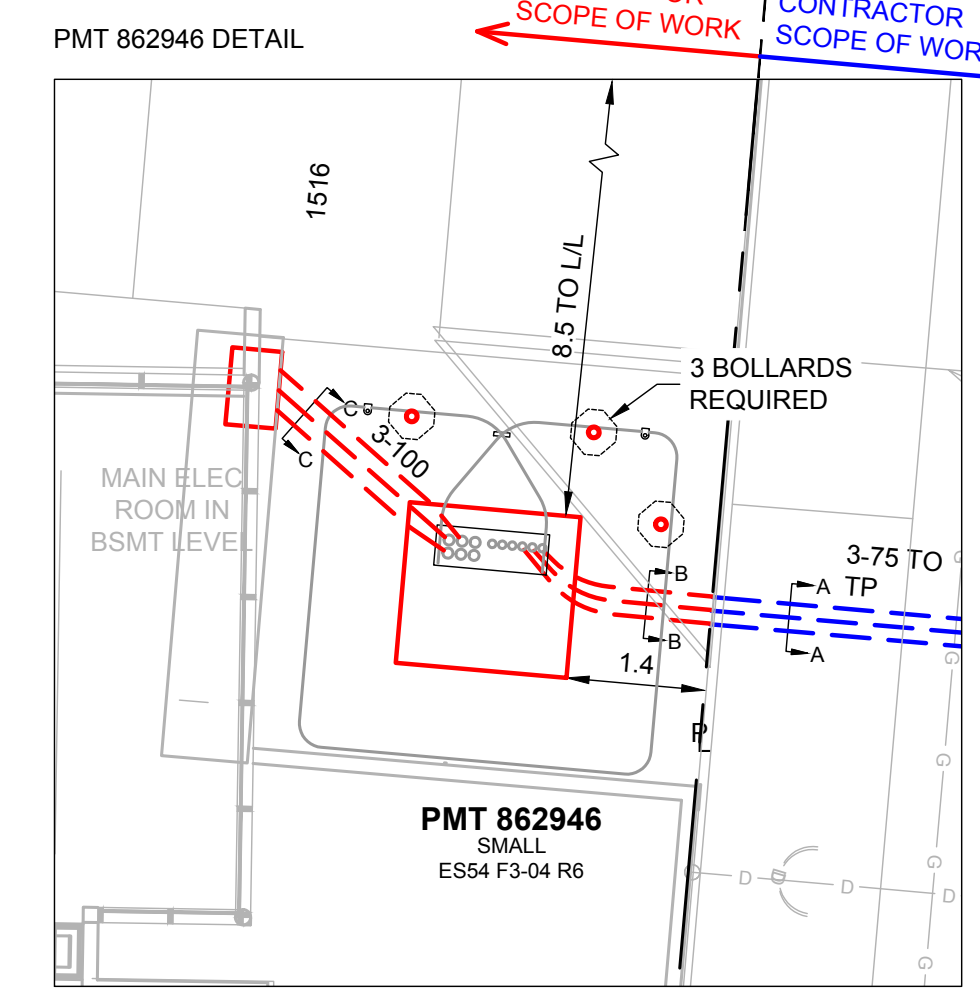 PMT 862946 DETAIL
SCOPE OF WORK
CONTRACTOR
SCOPE OF WOR
1516
8.5 TO L/L
3 BOLLARDS
REQUIRED
C
C
3-100
MAIN ELEC
ROOM IN
BSMT LEVEL
B
B
A
A
3-75 TO
TP
1.4
PL
G
G
G
G
G
PMT 862946
SMALL
ES54 F3-04 R6
D
D
D
D